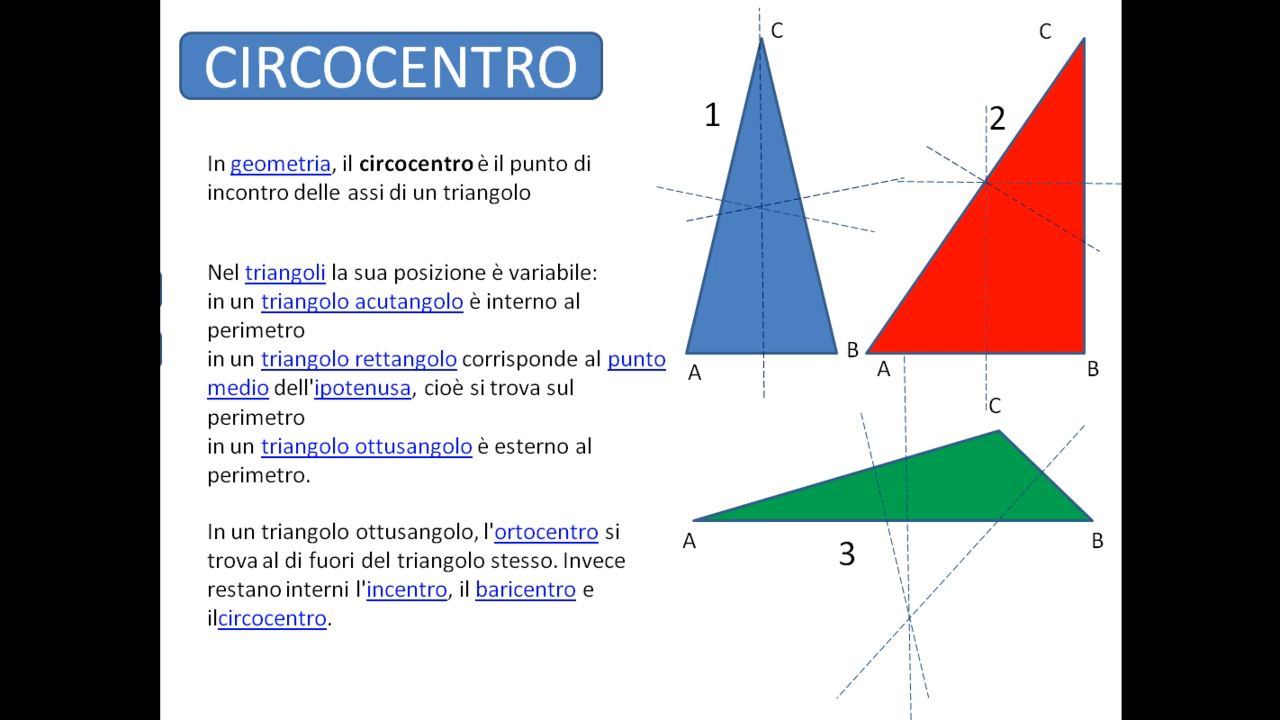 CIRCOCENTRO
In geometria, il circocentro è il punto di
incontro delle assi di un triangolo
Nel triangoli la sua posizione è variabile:
in un triangolo acutangolo è interno al
perimetro
in un triangolo rettangolo corrisponde al punto
medio dell'ipotenusa, cioè si trova sul
perimetro
in un triangolo ottusangolo è esterno al
perimetro.
In un triangolo ottusangolo, l'ortocentro si
trova al di fuori del triangolo stesso. Invece
restano interni l'incentro, il baricentro e
ilcircocentro.
C
1
A
B
C
2
A
B
C
A
3
B